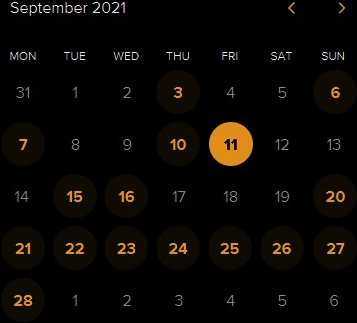 September 2021
MON TUE WED THU FRI SAT SUN
31 1 2 3 4 5 6
7 8 9 10 11 12 13
14 15 16 17 18 19 20
21 22 23 24 25 26 27
28 1 2 3 4 5 6